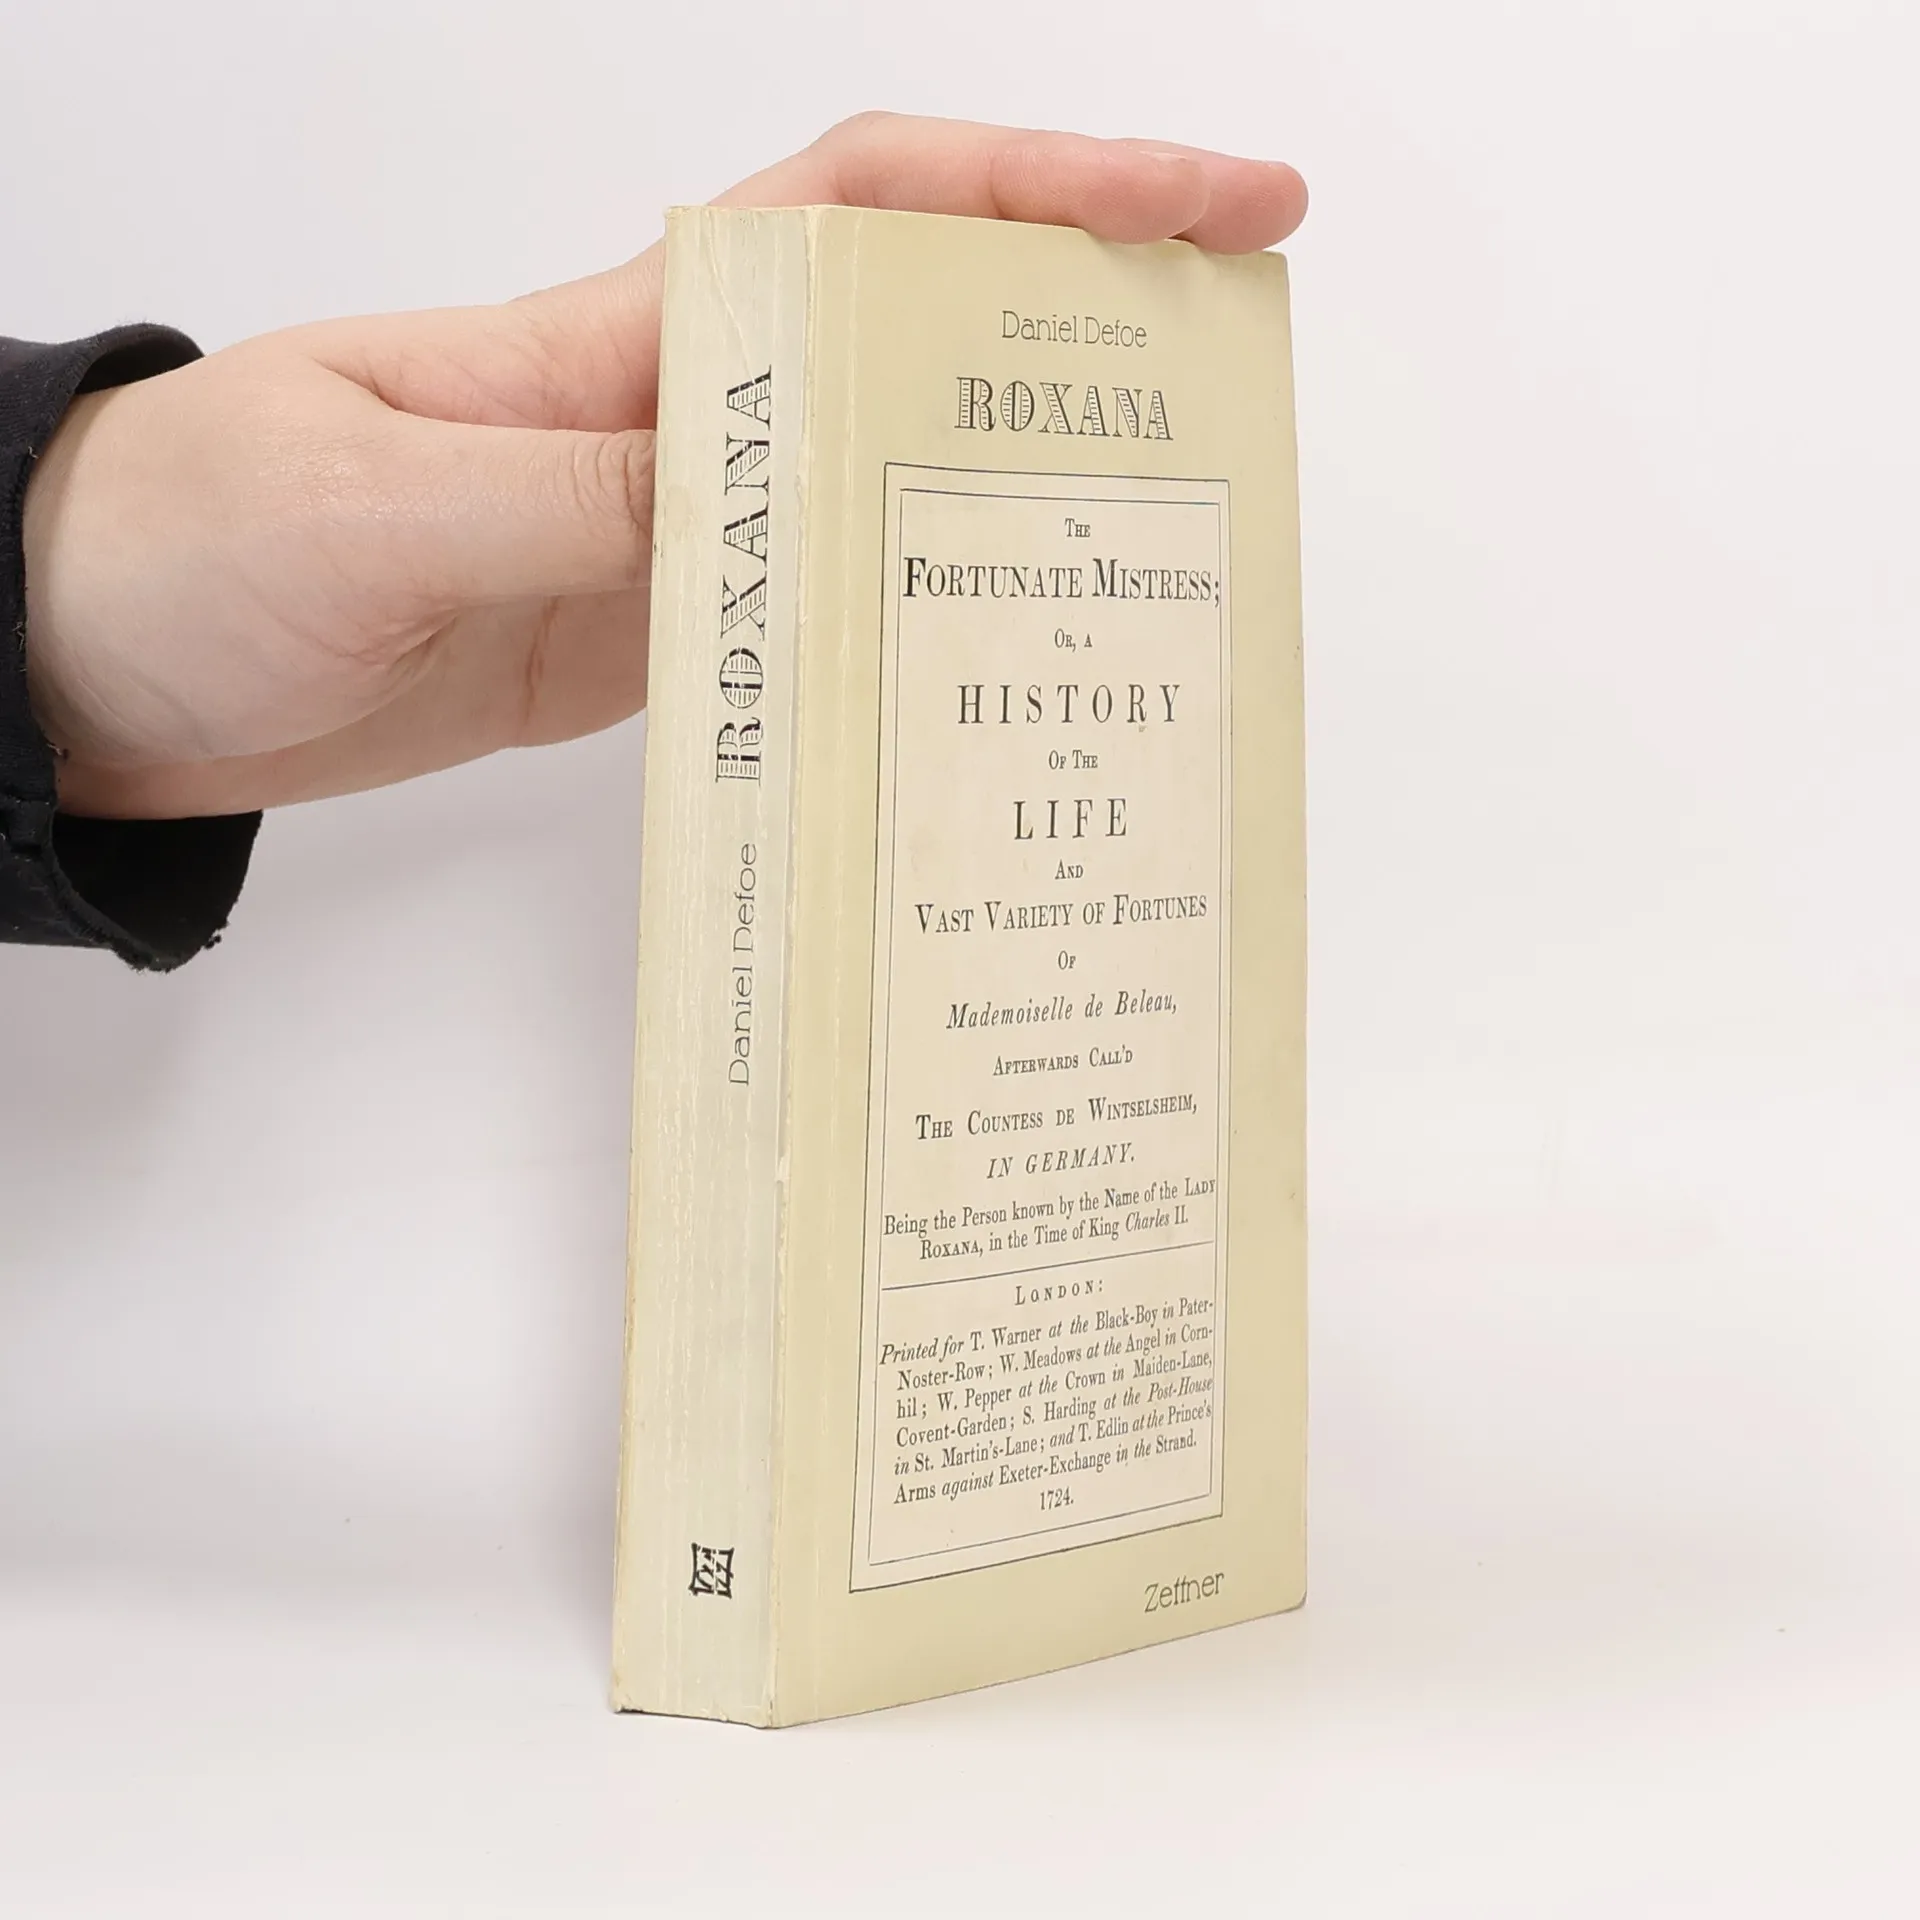 ROXANA
Daniel Defoe
Daniel Defoe
ROXANA
THE
FORTUNATE MISTRESS;
OR, A
HISTORY
OF THE
LIFE
AND
VAST VARIETY OF FORTUNES
OF
Mademoiselle de Beleau,
AFTERWARDS CALL'D
THE COUNTESS DE WINTSELSHEIM,
IN GERMANY.
Being the Person known by the Name of the LADY
ROXANA, in the Time of King Charles II.
LONDON:
Printed for T. Warner at the Black-Boy in Pater-
Noster-Row; W. Meadows at the Angel in Corn-
hil; W. Pepper at the Crown in Maiden-Lane,
Covent-Garden; S. Harding at the Post-House
in St. Martin's-Lane; and T. Edlin at the Prince's
Arms against Exeter-Exchange in the Strand.
1724.
Zettner